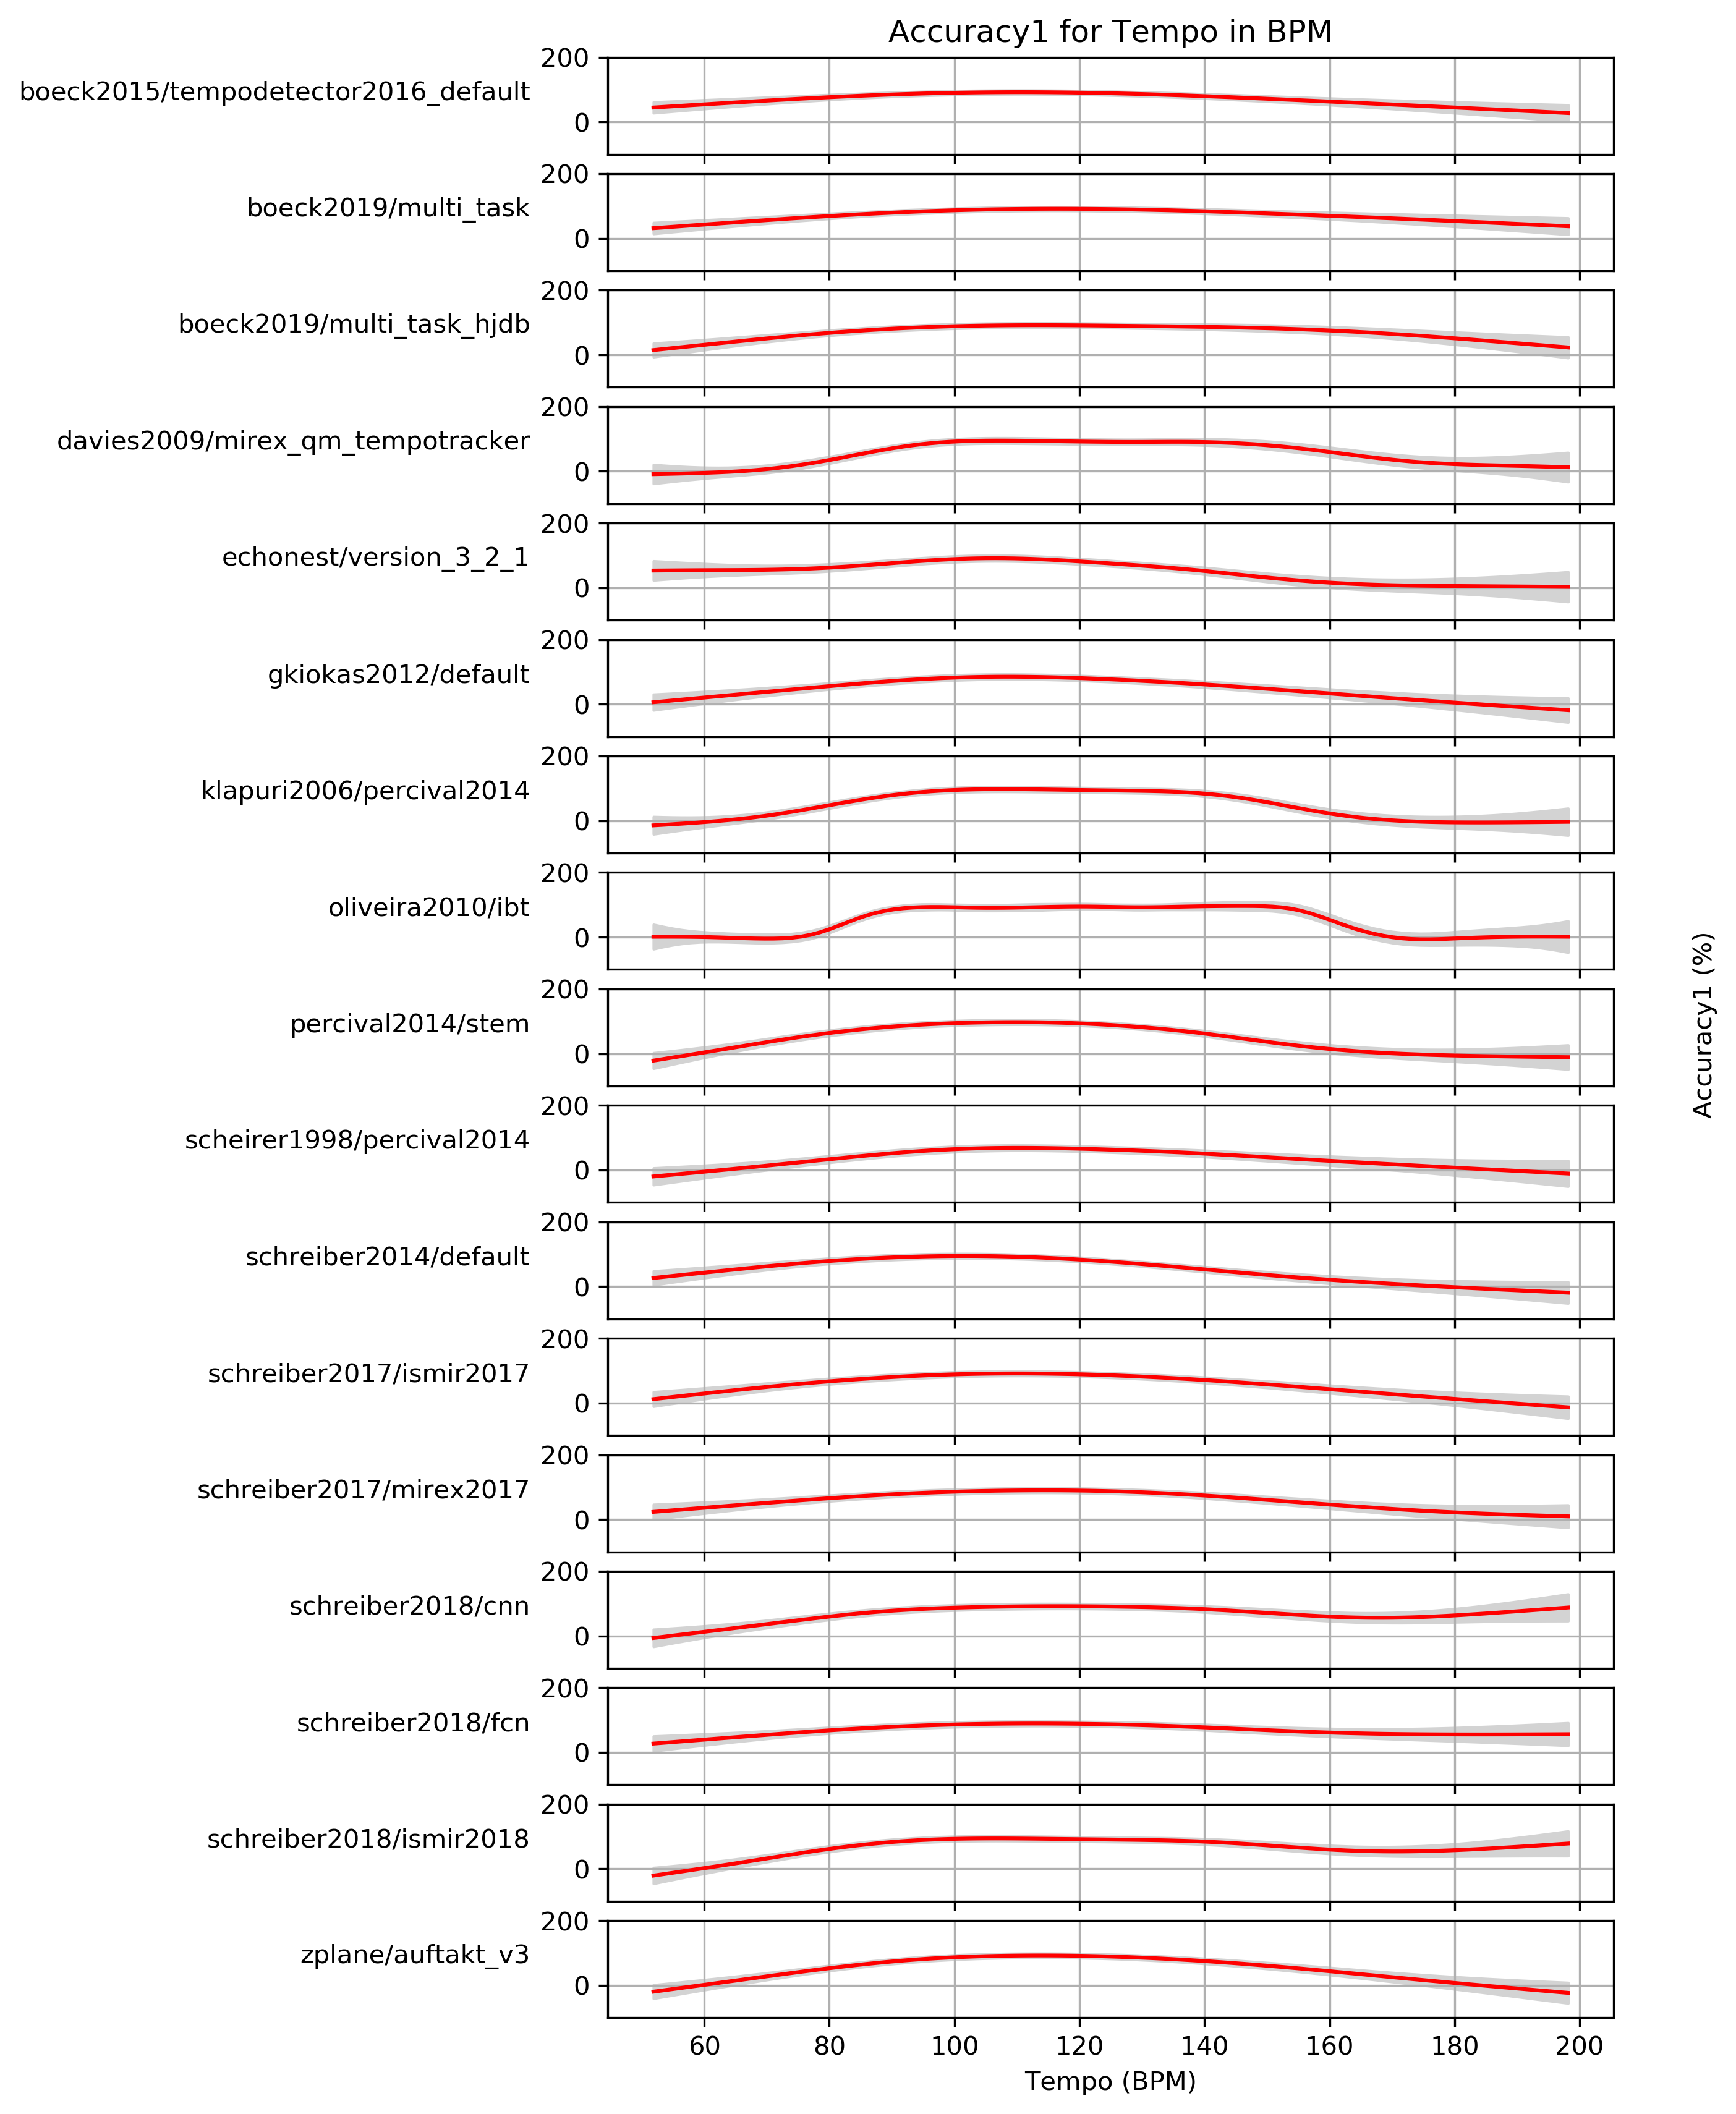 Accuracy1 for Tempo in BPM
boeck2015/tempodetector2016_default
200
0
boeck2019/multi_task
200
0
boeck2019/multi_task_hjdb
200
0
davies2009/mirex_qm_tempotracker
200
0
echonest/version_3_2_1
200
0
gkiokas2012/default
200
0
klapuri2006/percival2014
200
0
oliveira2010/ibt
200
0
percival2014/stem
200
0
scheirer1998/percival2014
200
0
schreiber2014/default
200
0
schreiber2017/ismir2017
200
0
schreiber2017/mirex2017
200
0
schreiber2018/cnn
200
0
schreiber2018/fcn
200
0
schreiber2018/ismir2018
200
0
zplane/auftakt_v3
200
0
60 80 100 120 140 160 180 200
Tempo (BPM)
Accuracy1 (%)